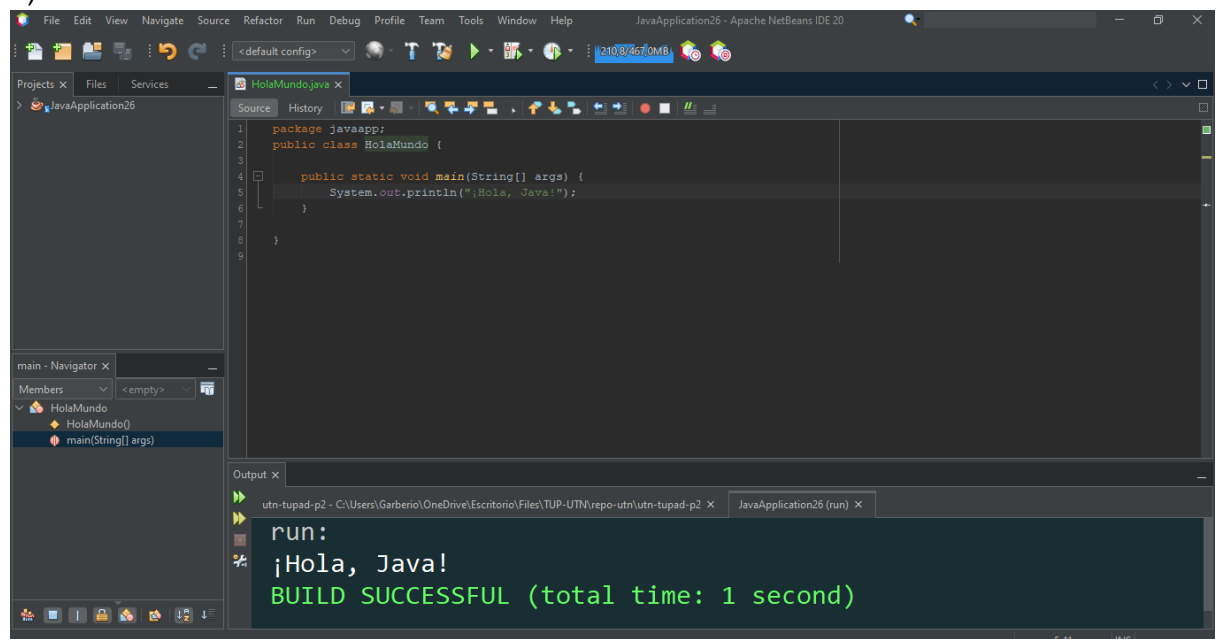 File Edit View Navigate Source Refactor Run Debug Profile Team Tools Window Help JavaApplication26 - Apache NetBeans IDE 20
<default config> 210,8/467,0MB
Projects Files Services
JavaApplication26
HolaMundo.java
Source History
1 package javaapp;
2 public class HolaMundo {
3
4 public static void main(String[] args) {
5 System.out.println("¡Hola, Java!");
6 }
7
8 }
9
main - Navigator
Members <empty>
HolaMundo
HolaMundo()
main(String[] args)
Output
utn-tupad-p2 - C:\Users\Garberio\OneDrive\Escritorio\Files\TUP-UTN\repo-utn\utn-tupad-p2 JavaApplication26 (run)
run:
¡Hola, Java!
BUILD SUCCESSFUL (total time: 1 second)